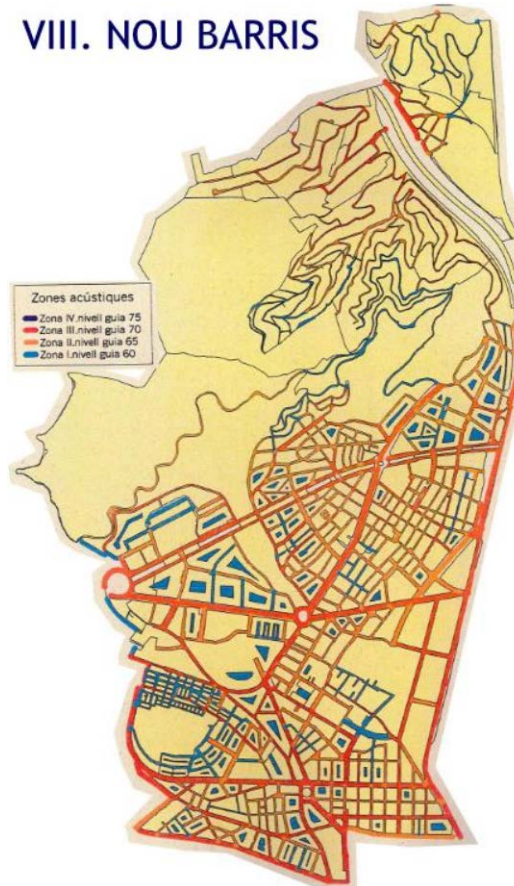 VIII. NOU BARRIS
Zones acústiques
Zona IV.nivell guia 75
Zona III.nivell guia 70
Zona II.nivell guia 65
Zona I.nivell guia 60